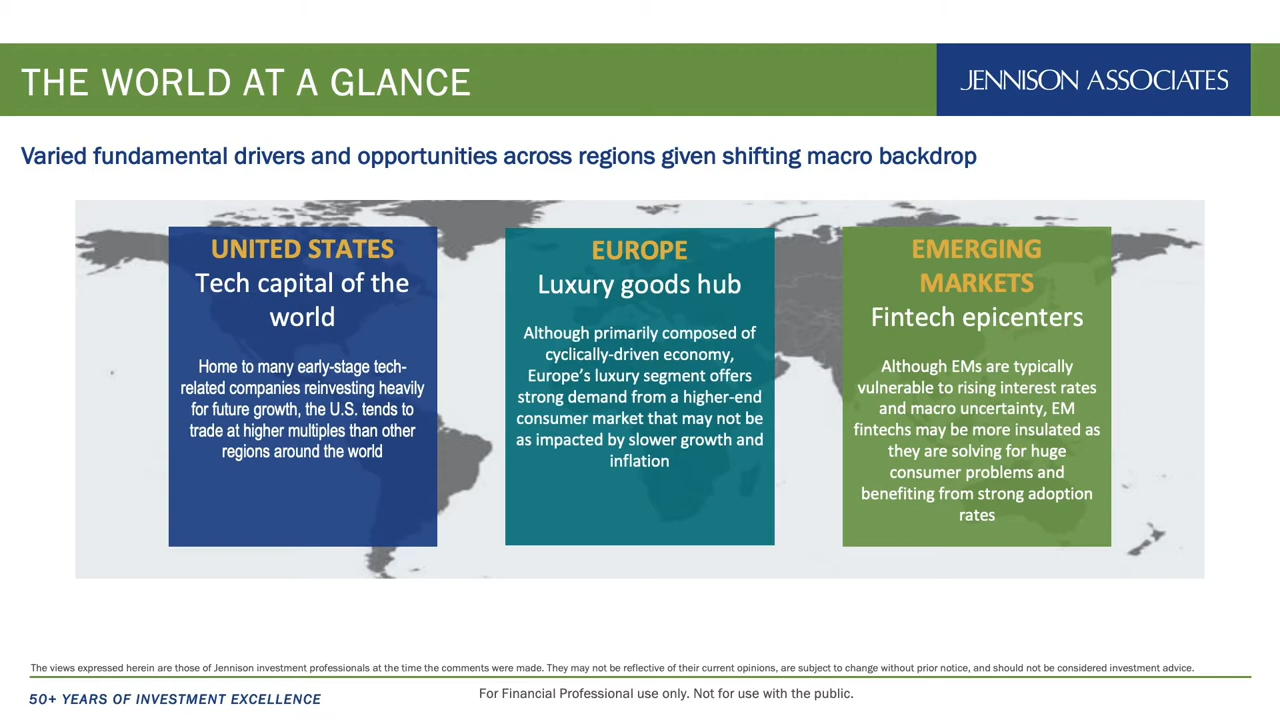 THE WORLD AT A GLANCE
JENNISON ASSOCIATES
Varied fundamental drivers and opportunities across regions given shifting macro backdrop
UNITED STATES
Tech capital of the
world
Home to many early-stage tech-
related companies reinvesting heavily
for future growth, the U.S. tends to
trade at higher multiples than other
regions around the world
EUROPE
Luxury goods hub
Although primarily composed of
cyclically-driven economy,
Europe’s luxury segment offers
strong demand from a higher-end
consumer market that may not be
as impacted by slower growth and
inflation
EMERGING
MARKETS
Fintech epicenters
Although EMs are typically
vulnerable to rising interest rates
and macro uncertainty, EM
fintechs may be more insulated as
they are solving for huge
consumer problems and
benefiting from strong adoption
rates
The views expressed herein are those of Jennison investment professionals at the time the comments were made. They may not be reflective of their current opinions, are subject to change without prior notice, and should not be considered investment advice.
50+ YEARS OF INVESTMENT EXCELLENCE
For Financial Professional use only. Not for use with the public.